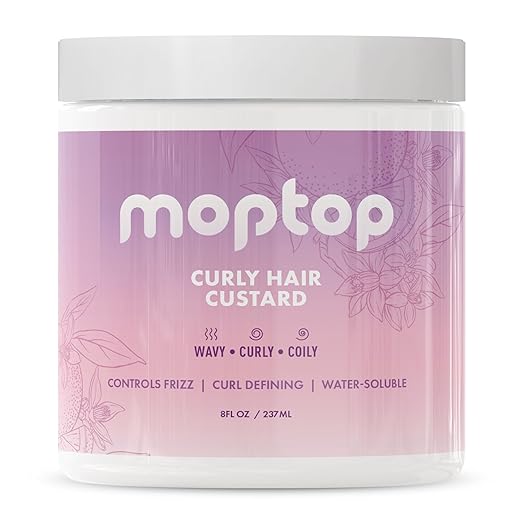 moptop
CURLY HAIR
CUSTARD
WAVY • CURLY • COILY
CONTROLS FRIZZ | CURL DEFINING | WATER-SOLUBLE
8FL OZ / 237ML